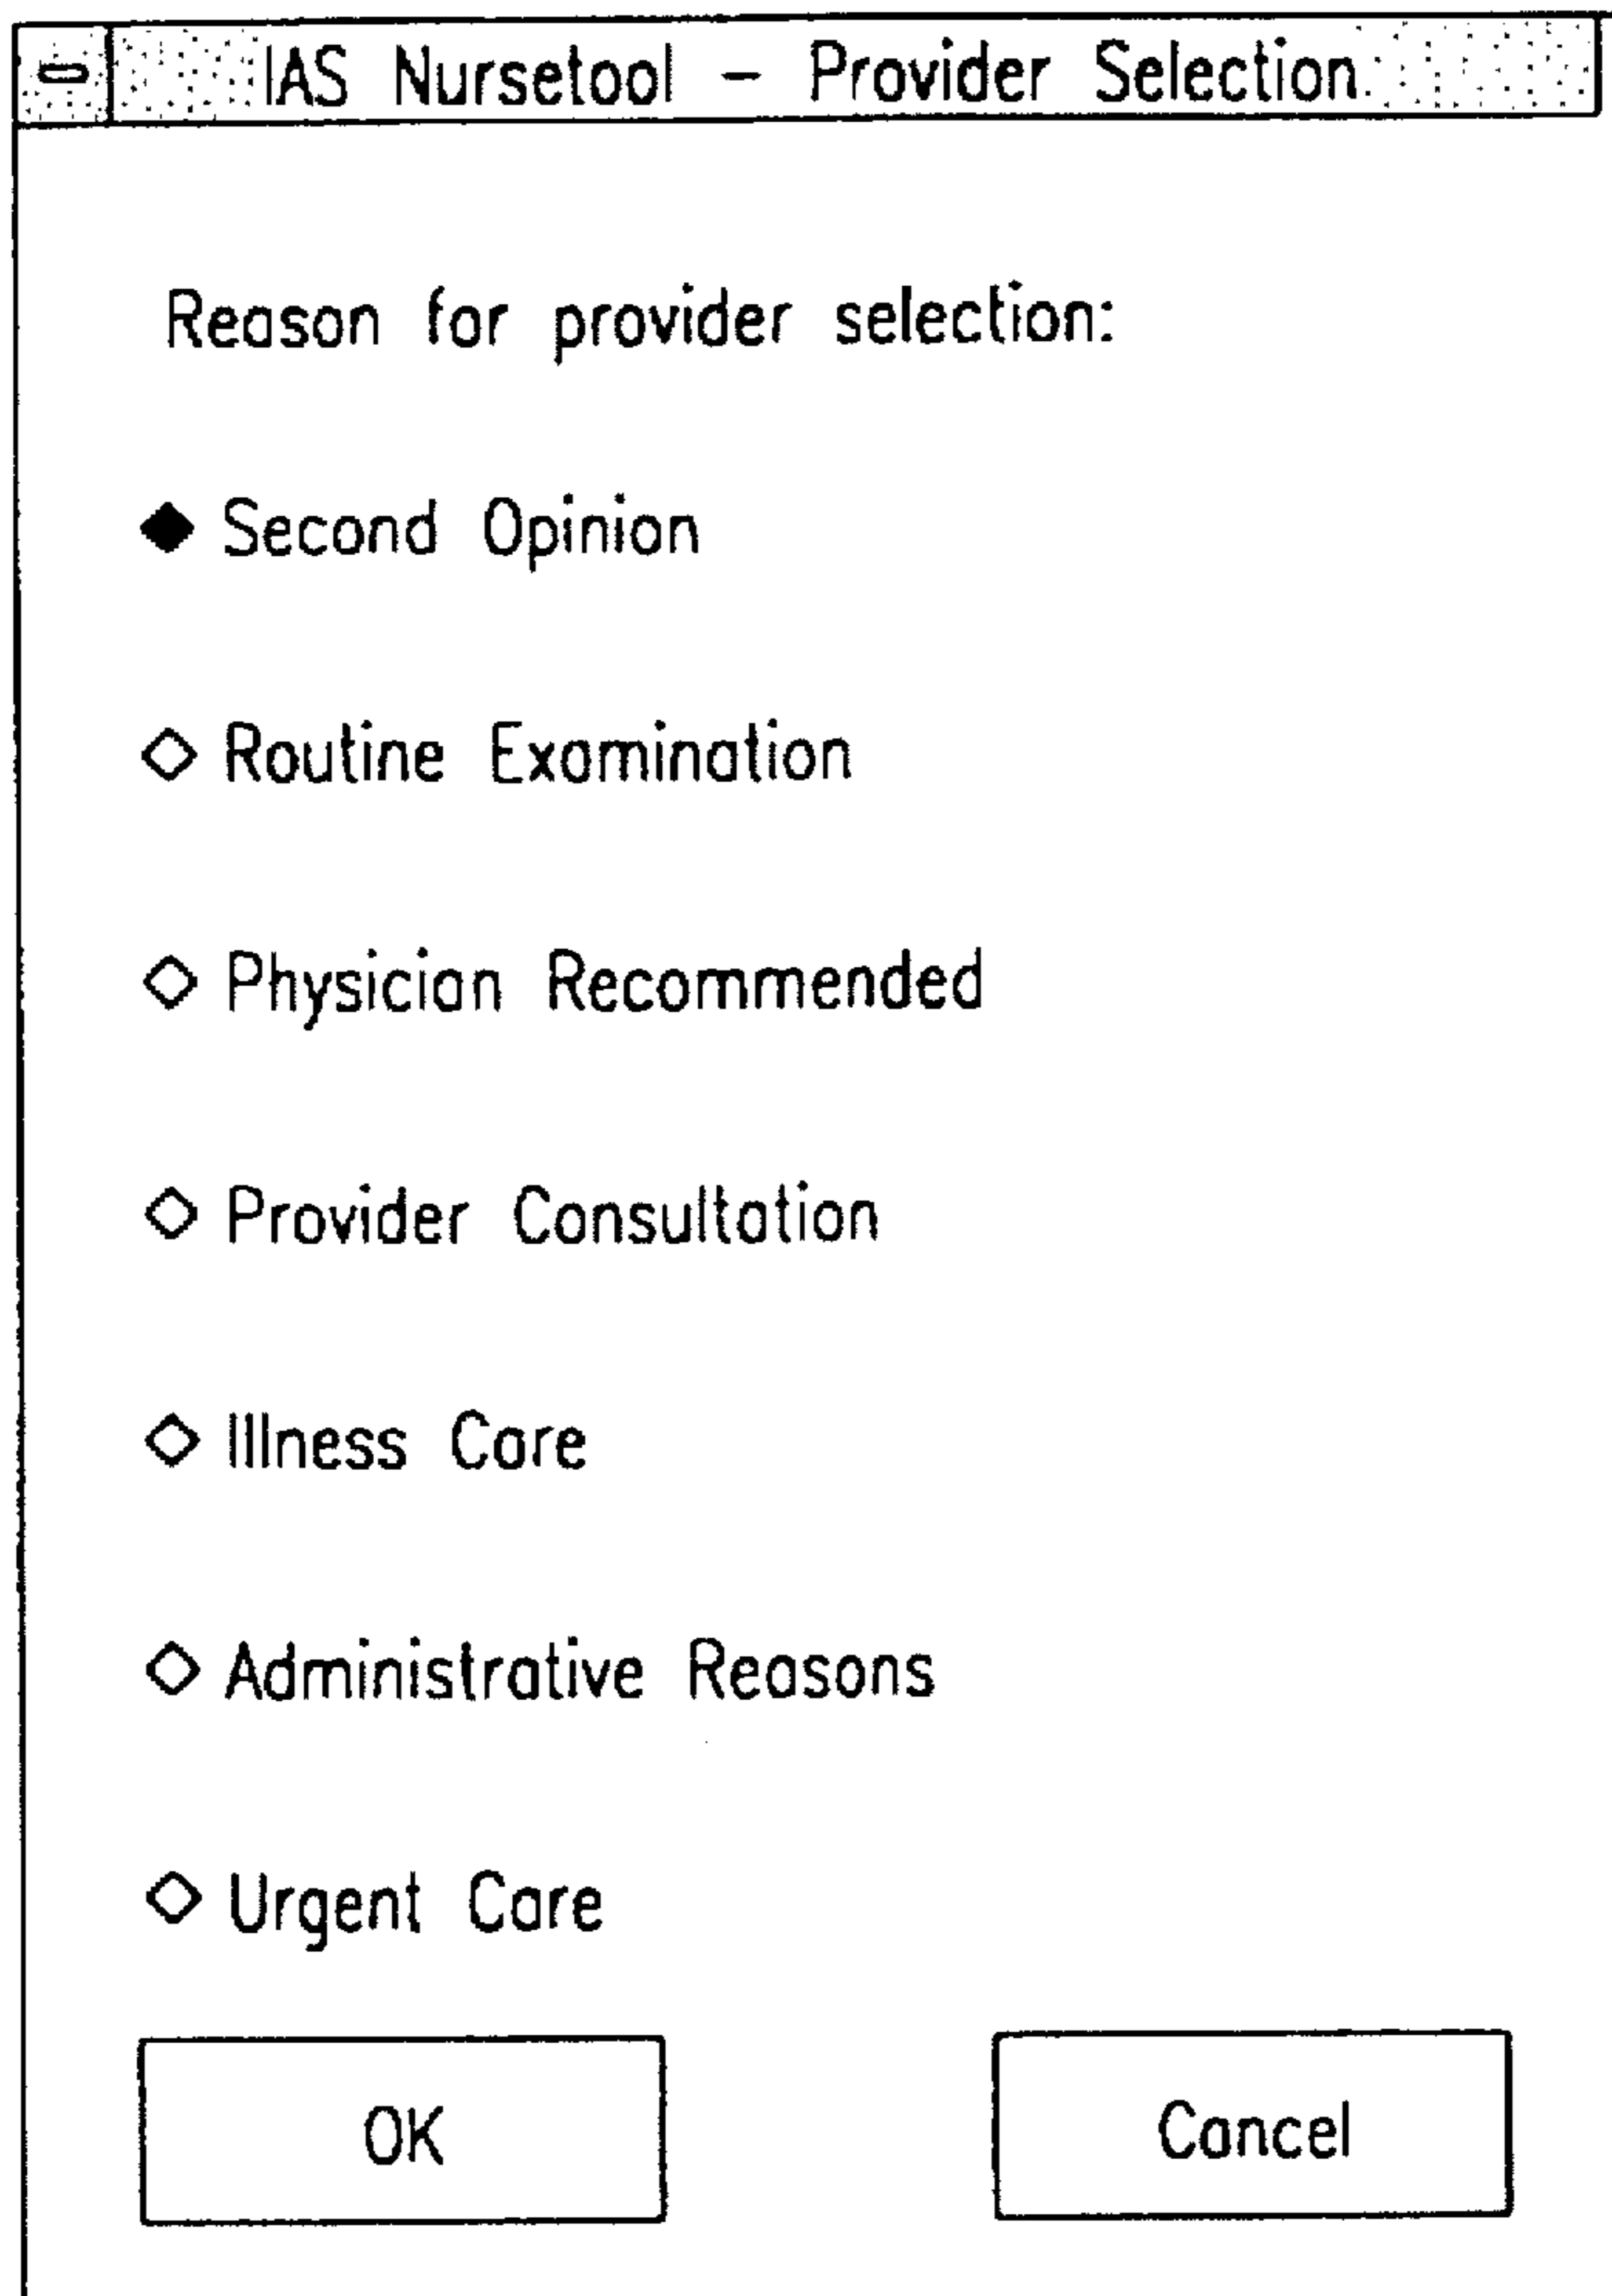 IAS Nursetool - Provider Selection
Reason for provider selection:
Second Opinion
Routine Examination
Physician Recommended
Provider Consultation
Illness Care
Administrative Reasons
Urgent Care
OK Cancel